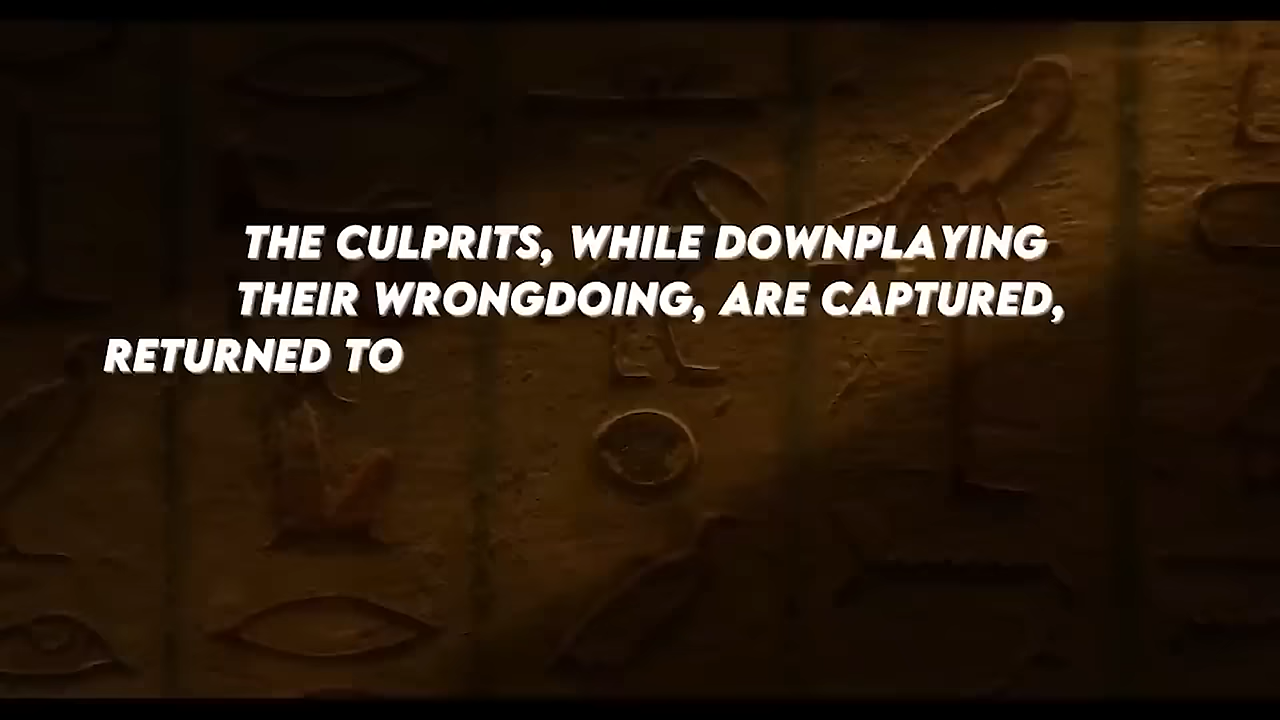 THE CULPRITS, WHILE DOWNPLAYING
THEIR WRONGDOING, ARE CAPTURED,
RETURNED TO